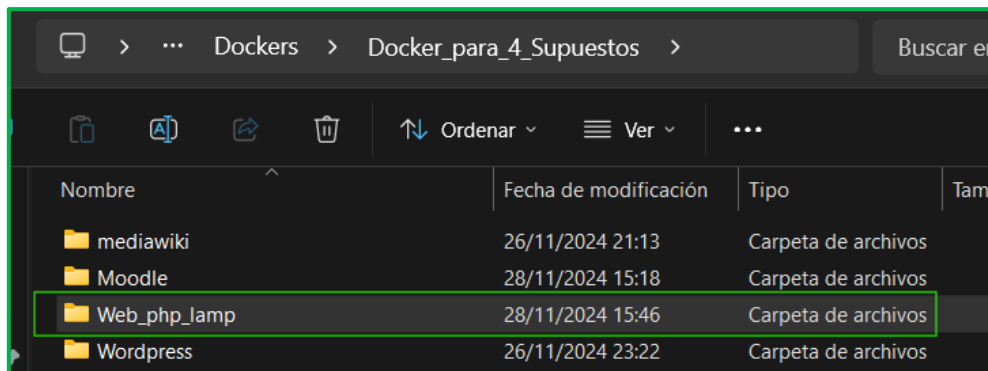 > ··· Dockers > Docker_para_4_Supuestos > Buscar en
Ordenar Ver ···
Nombre Fecha de modificación Tipo Tam
mediawiki 26/11/2024 21:13 Carpeta de archivos
Moodle 28/11/2024 15:18 Carpeta de archivos
Web_php_lamp 28/11/2024 15:46 Carpeta de archivos
Wordpress 26/11/2024 23:22 Carpeta de archivos